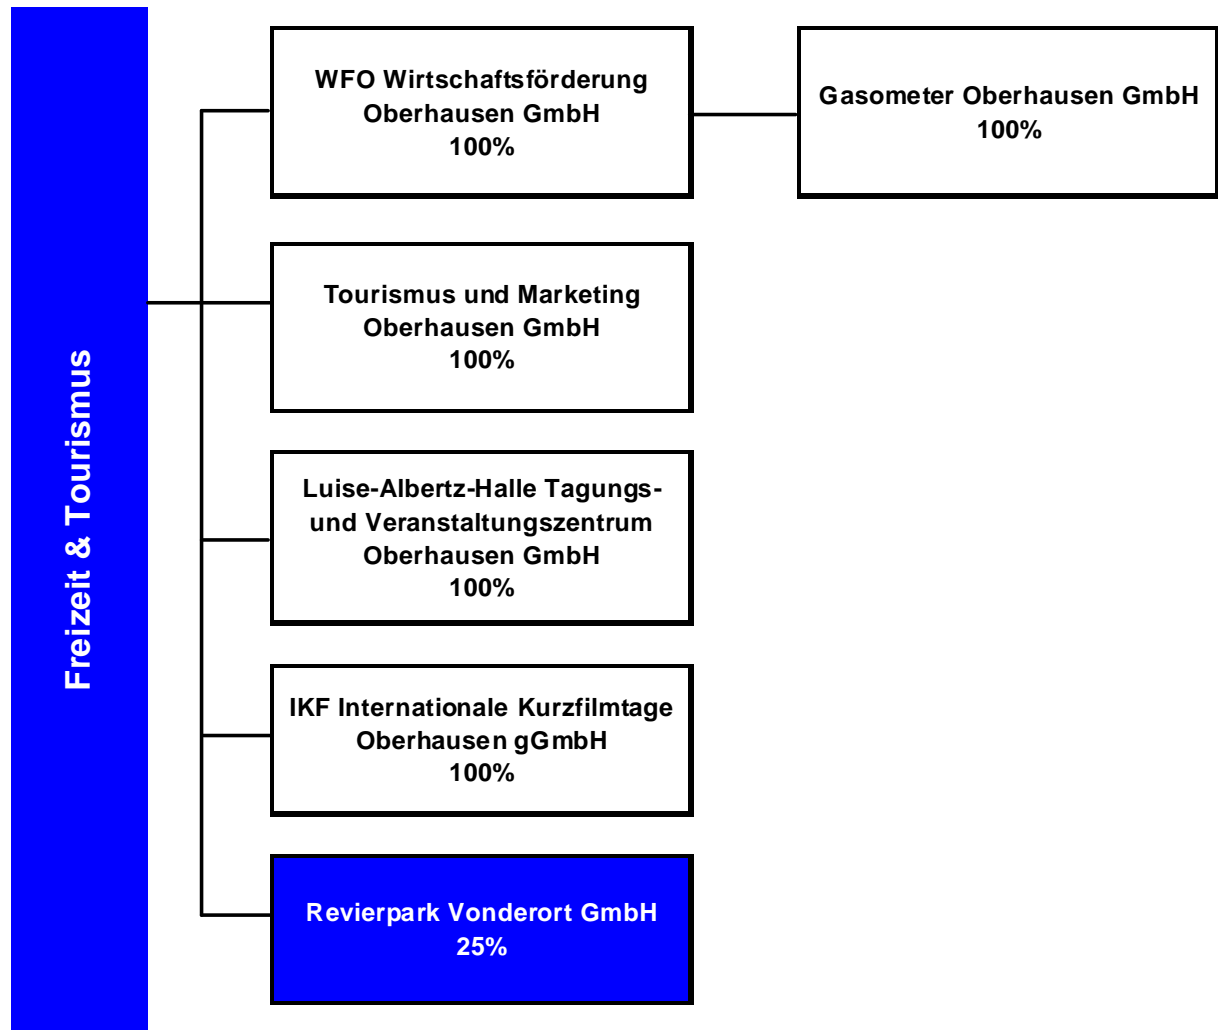 Freizeit & Tourismus
WFO Wirtschaftsförderung
Oberhausen GmbH
100%
Gasometer Oberhausen GmbH
100%
Tourismus und Marketing
Oberhausen GmbH
100%
Luise-Albertz-Halle Tagungs-
und Veranstaltungszentrum
Oberhausen GmbH
100%
IKF Internationale Kurzfilmtage
Oberhausen gGmbH
100%
Revierpark Vonderort GmbH
25%